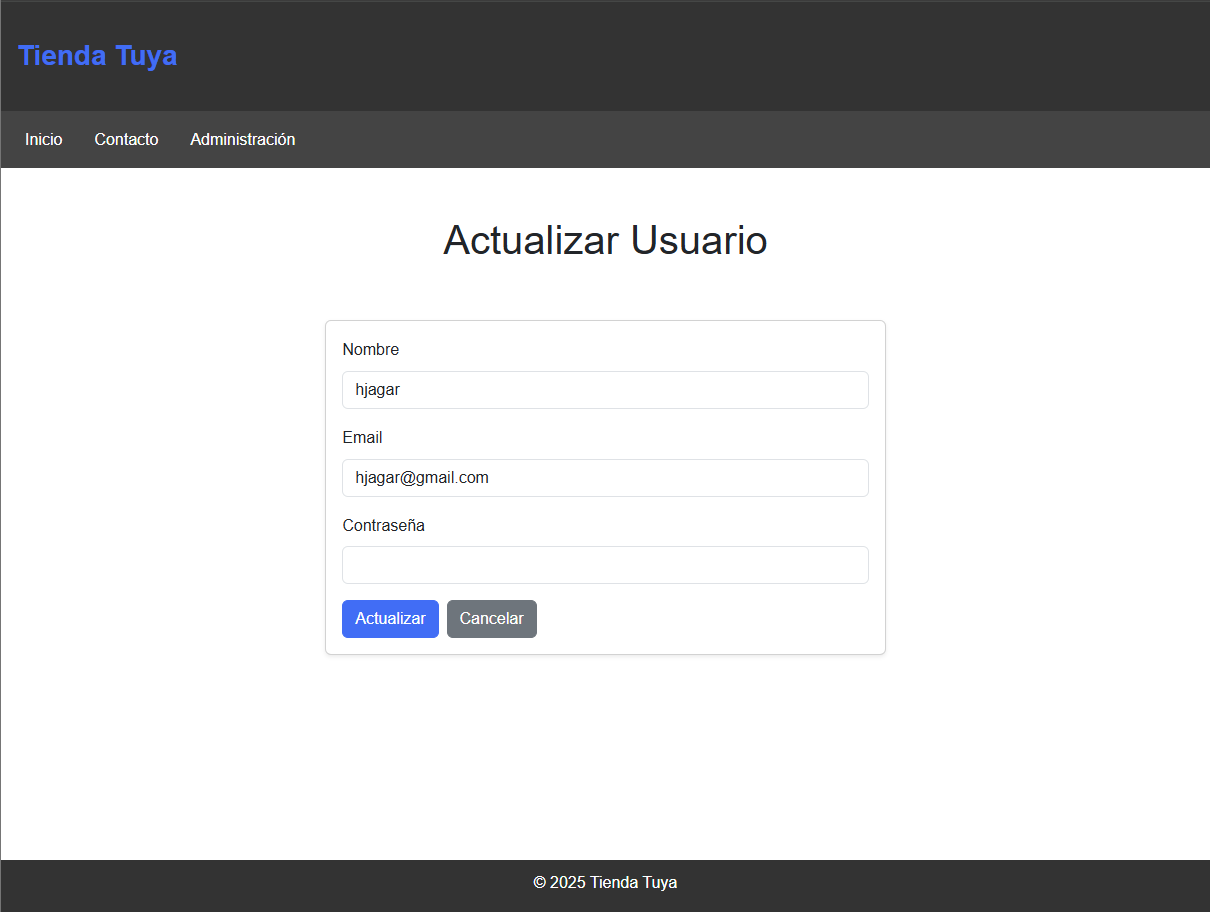 Tienda Tuya
Inicio Contacto Administración
Actualizar Usuario
Nombre
hjagar
Email
hjagar@gmail.com
Contraseña
Actualizar Cancelar
© 2025 Tienda Tuya